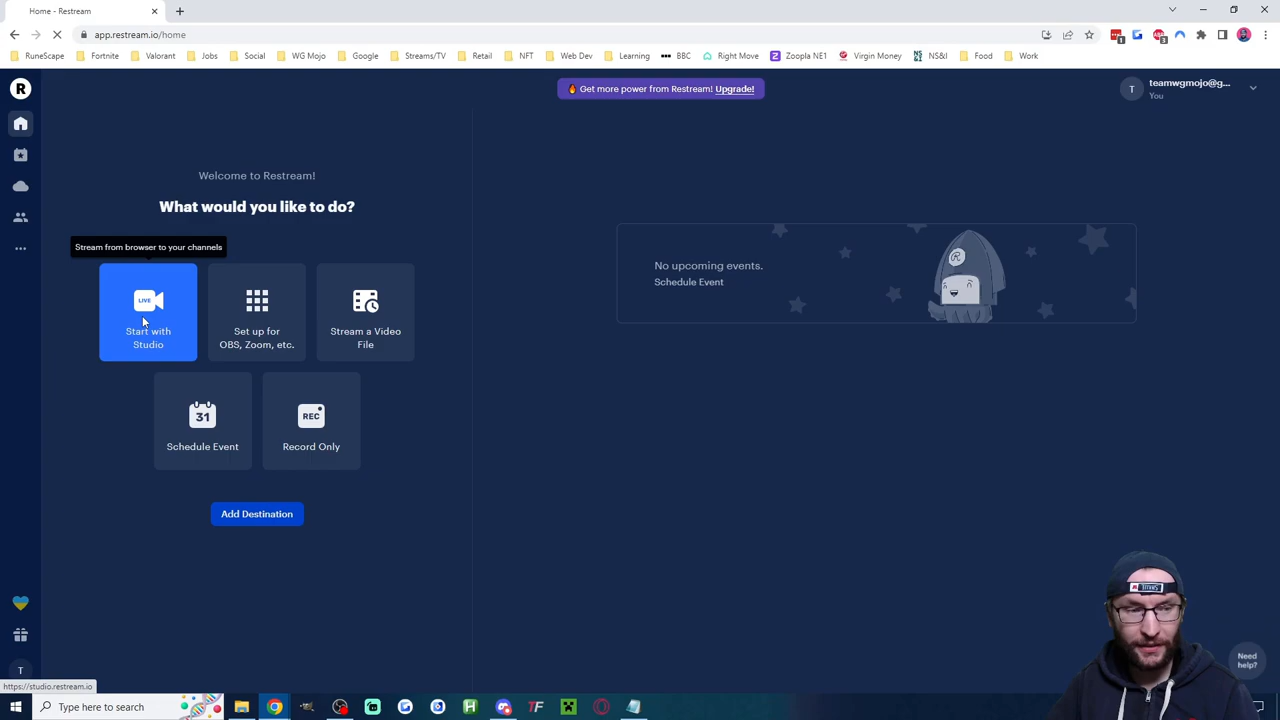 Home - Restream
app.restream.io/home
RuneScape
Fortnite
Valorant
Jobs
Social
WG Mojo
Google
Streams/TV
Retail
NFT
Web Dev
Learning
BBC
Right Move
Zoopla NE1
Virgin Money
NS&I
Food
Work
R
🔥 Get more power from Restream! Upgrade!
T
teamwgmojo@g...
You
Welcome to Restream!
What would you like to do?
Stream from browser to your channels
LIVE
Start with
Studio
Set up for
OBS, Zoom, etc.
Stream a Video
File
31
Schedule Event
REC
Record Only
Add Destination
No upcoming events.
Schedule Event
R
Need
help?
T
https://studio.restream.io
Type here to search